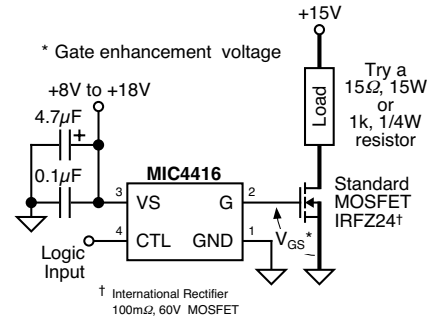 +15V
* Gate enhancement voltage
+8V to +18V
4.7µF
+
0.1µF
Load
Try a
15Ω, 15W
or
1k, 1/4W
resistor
MIC4416
3
VS
G
2
4
CTL
GND
1
Logic
Input
VGS
*
–
Standard
MOSFET
IRFZ24†
† International Rectifier
100mΩ, 60V MOSFET